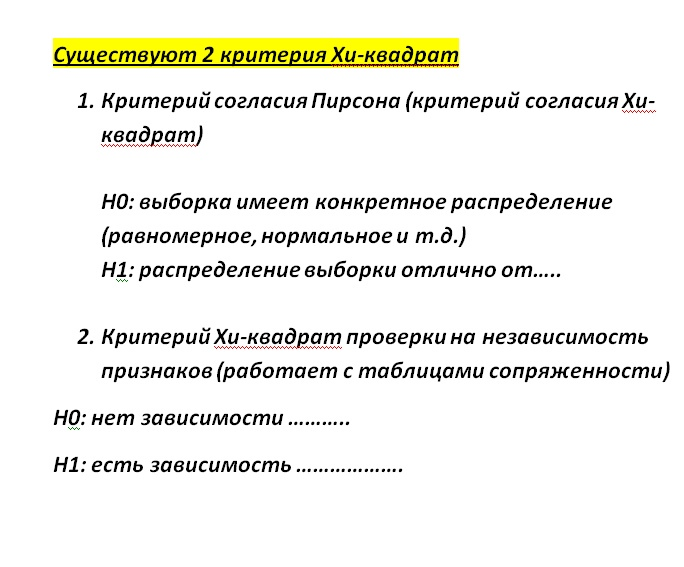 Существуют 2 критерия Хи-квадрат
1. Критерий согласия Пирсона (критерий согласия Хи-
квадрат)
H0: выборка имеет конкретное распределение
(равномерное, нормальное и т.д.)
H1: распределение выборки отлично от…..
2. Критерий Хи-квадрат проверки на независимость
признаков (работает с таблицами сопряженности)
H0: нет зависимости ………..
H1: есть зависимость ……………….